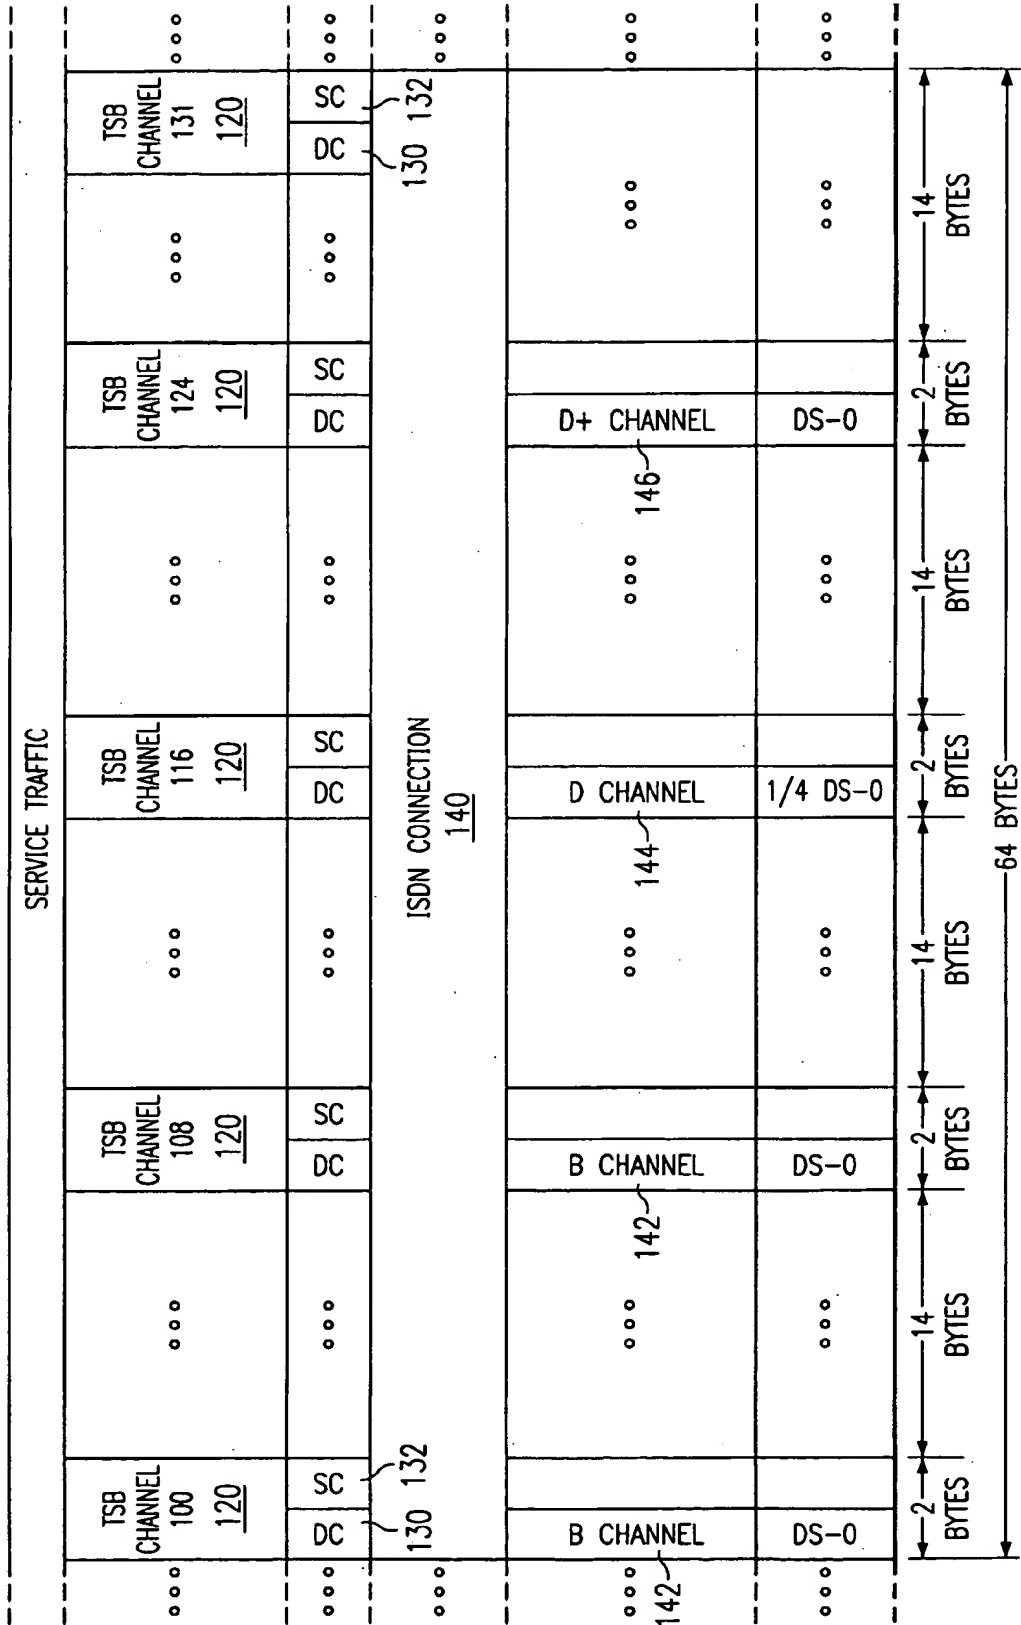 SERVICE TRAFFIC
TSB
CHANNEL
100
120
TSB
CHANNEL
108
120
TSB
CHANNEL
116
120
TSB
CHANNEL
124
120
TSB
CHANNEL
131
120
DC
SC
DC
SC
DC
SC
DC
SC
DC
SC
130
132
130
132
ISDN CONNECTION
140
B CHANNEL
B CHANNEL
D CHANNEL
D+ CHANNEL
142
142
144
146
DS-0
DS-0
1/4 DS-0
DS-0
2
BYTES
14
BYTES
2
BYTES
14
BYTES
2
BYTES
14
BYTES
2
BYTES
14
BYTES
64 BYTES